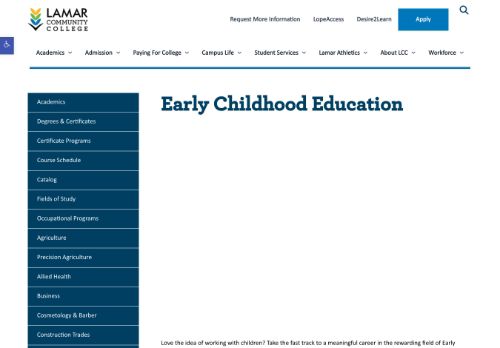 LAMAR
COMMUNITY
COLLEGE
Request More Information LopeAccess Desire2Learn Apply
Academics Admission Paying For College Campus Life Student Services Lamar Athletics About LCC Workforce
Early Childhood Education
Academics
Degrees & Certificates
Certificate Programs
Course Schedule
Catalog
Fields of Study
Occupational Programs
Agriculture
Precision Agriculture
Allied Health
Business
Cosmetology & Barber
Construction Trades
Love the idea of working with children? Take the fast track to a meaningful career in the rewarding field of Early